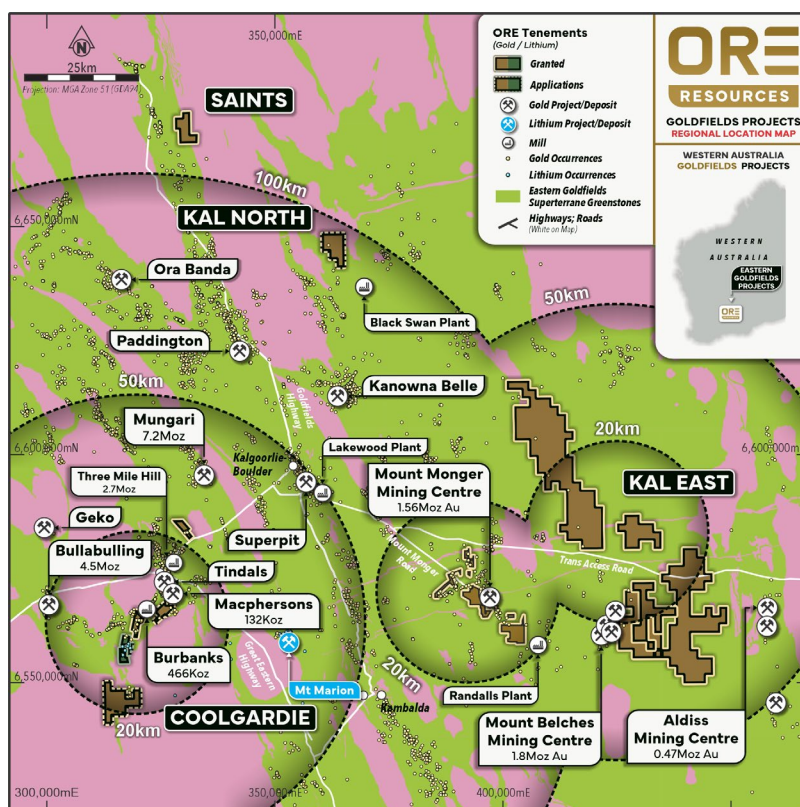 350,000mE
N
25km
Projection: MGA Zone 51 (GDA94)
ORE Tenements
(Gold / Lithium)
Granted
Applications
Gold Project/Deposit
Lithium Project/Deposit
Mill
Gold Occurrences
Lithium Occurrences
Eastern Goldfields
Superterrane Greenstones
Highways; Roads
(White on Map)
ORE
RESOURCES
GOLDFIELDS PROJECTS
REGIONAL LOCATION MAP
WESTERN AUSTRALIA
GOLDFIELDS PROJECTS
WESTERN
AUSTRALIA
EASTERN
GOLDFIELDS
PROJECTS
ORE
SAINTS
100km
KAL NORTH
6,650,000mN
Ora Banda
Black Swan Plant
50km
Paddington
50km
Kanowna Belle
Goldfields
Highway
Mungari
7.2Moz
20km
6,600,000mN
Kalgoorlie-
Boulder
Lakewood Plant
6,600,000m
Three Mile Hill
2.7Moz
Mount Monger
Mining Centre
1.56Moz Au
KAL EAST
Geko
Superpit
Bullabulling
4.5Moz
Mount Monger
Road
Trans Access Road
Tindals
Macphersons
132Koz
Burbanks
466Koz
Great Eastern
Highway
6,550,000mN
Mt Marion
20km
Kambalda
Randalls Plant
COOLGARDIE
20km
Mount Belches
Mining Centre
1.8Moz Au
Aldiss
Mining Centre
0.47Moz Au
300,000mE
350,000mE
400,000mE